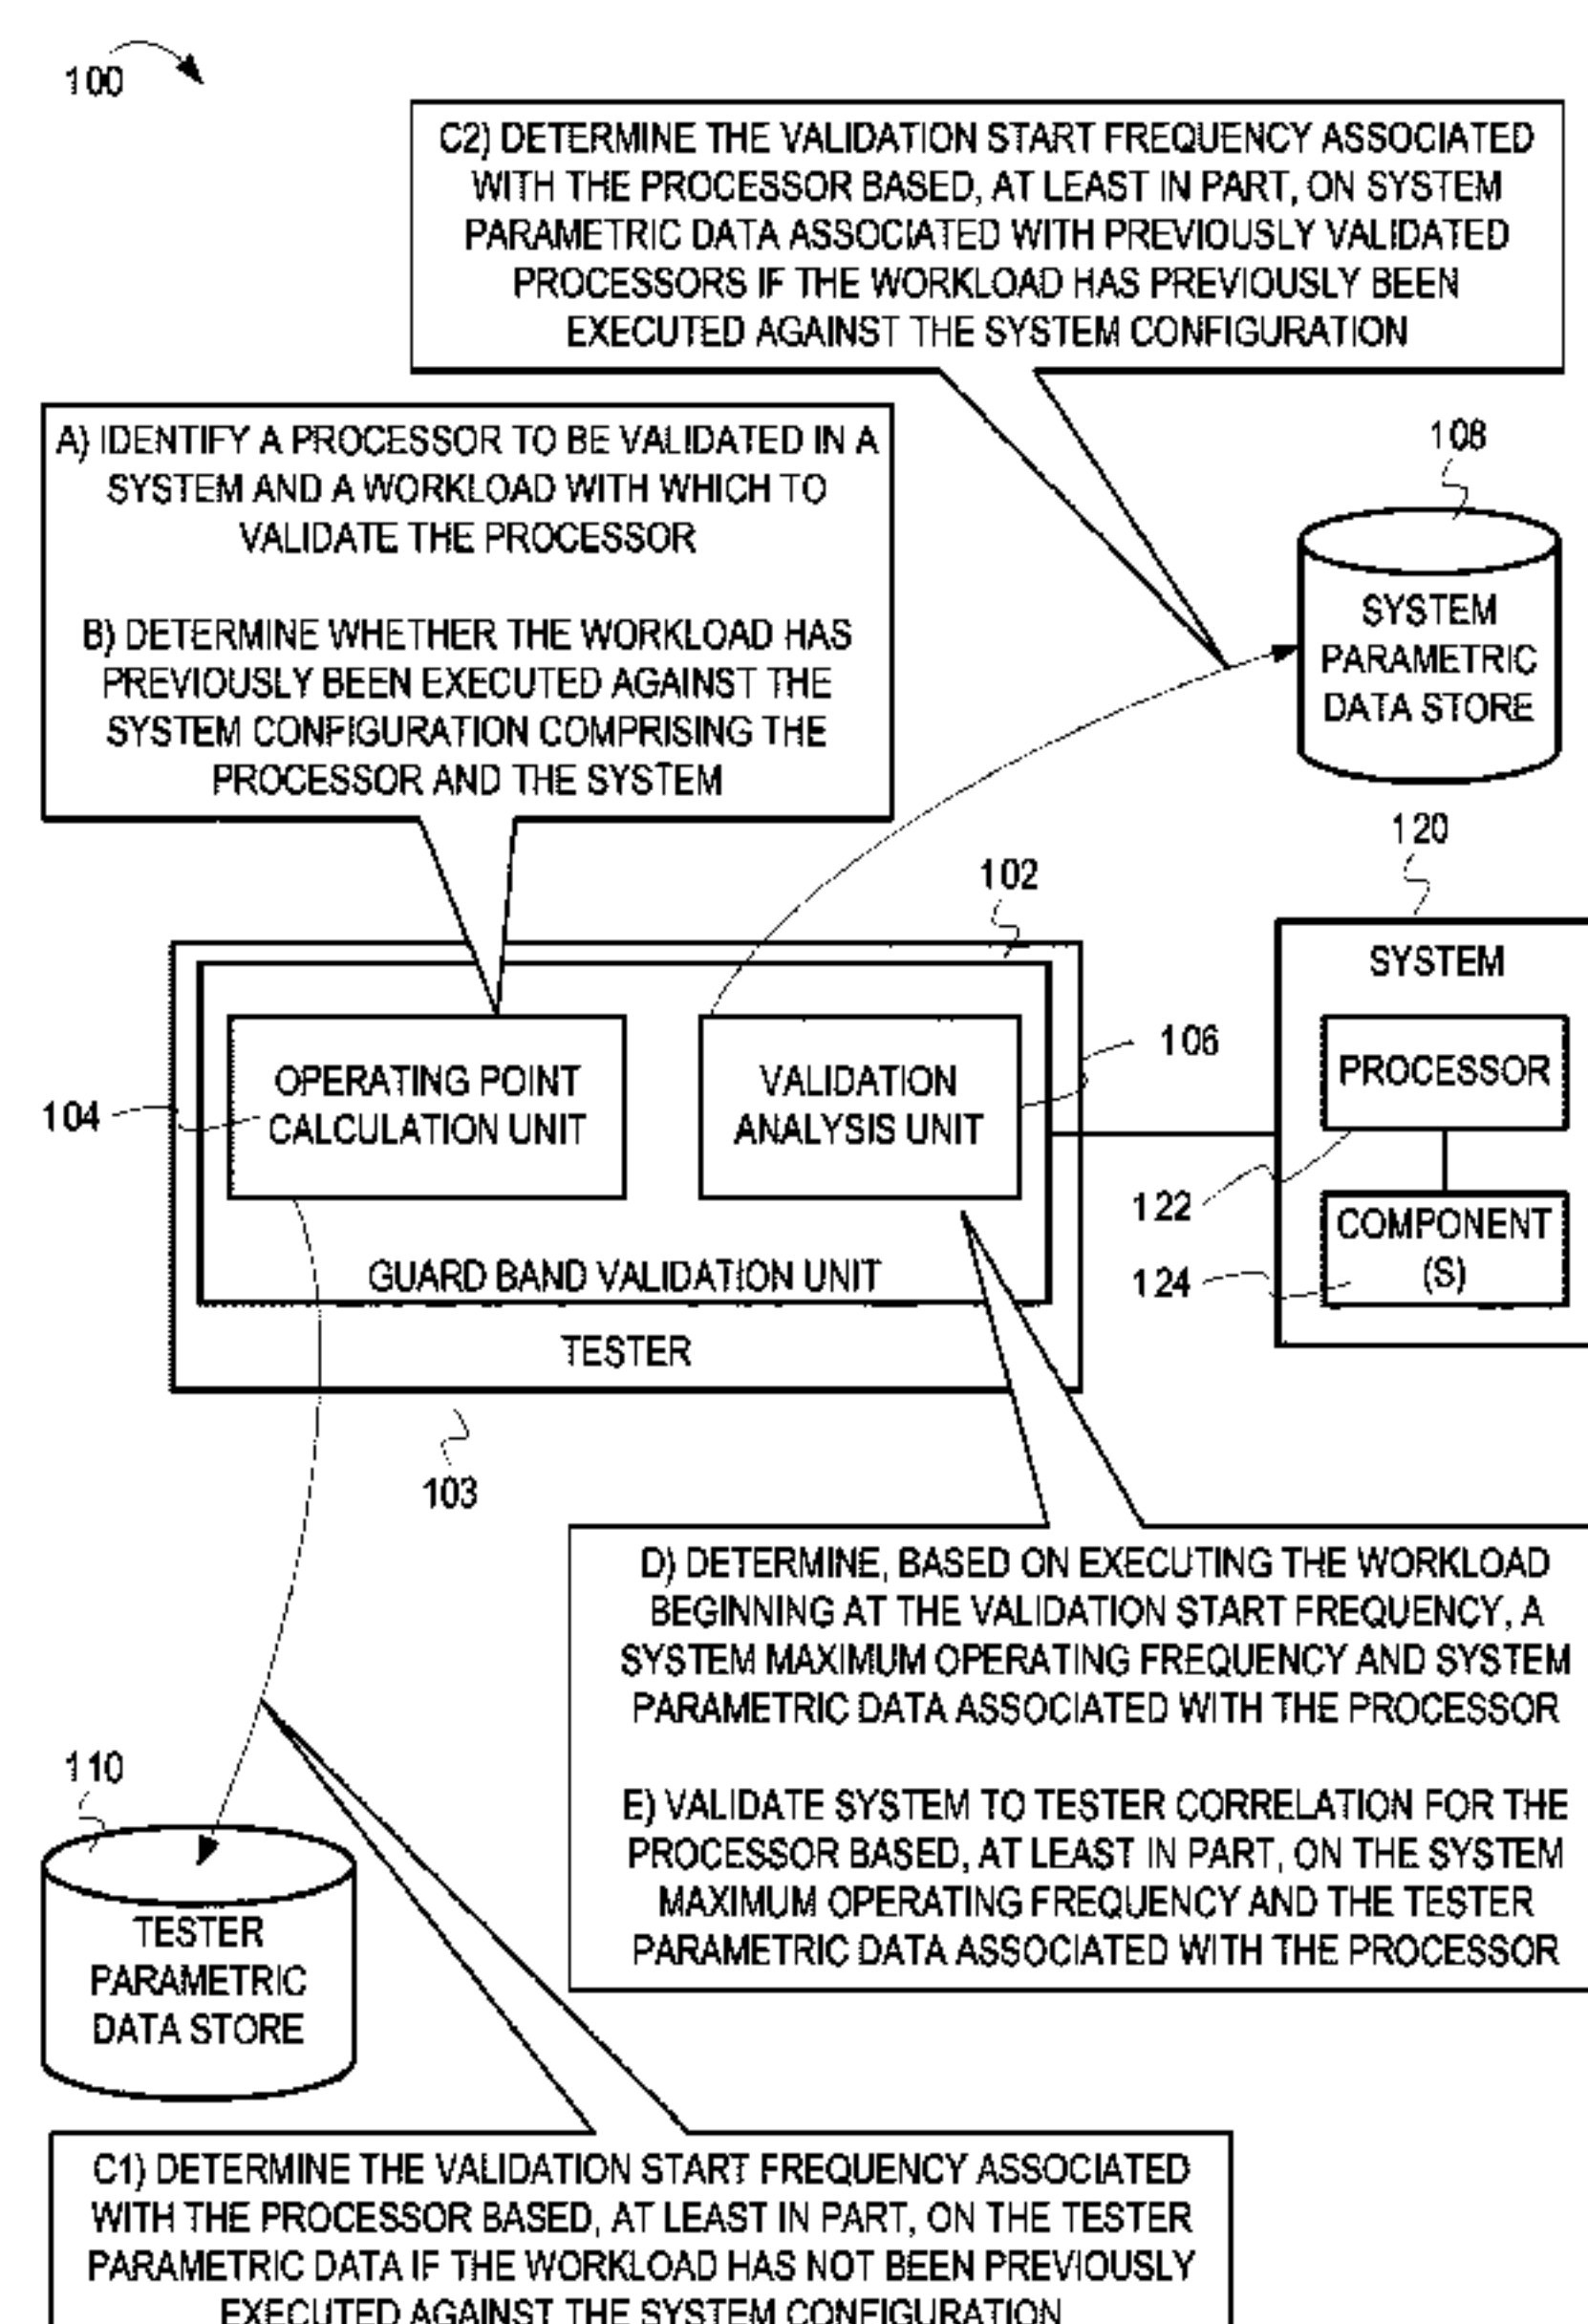 100
C2) DETERMINE THE VALIDATION START FREQUENCY ASSOCIATED
WITH THE PROCESSOR BASED, AT LEAST IN PART, ON SYSTEM
PARAMETRIC DATA ASSOCIATED WITH PREVIOUSLY VALIDATED
PROCESSORS IF THE WORKLOAD HAS PREVIOUSLY BEEN
EXECUTED AGAINST THE SYSTEM CONFIGURATION
A) IDENTIFY A PROCESSOR TO BE VALIDATED IN A
SYSTEM AND A WORKLOAD WITH WHICH TO
VALIDATE THE PROCESSOR
B) DETERMINE WHETHER THE WORKLOAD HAS
PREVIOUSLY BEEN EXECUTED AGAINST THE
SYSTEM CONFIGURATION COMPRISING THE
PROCESSOR AND THE SYSTEM
108
SYSTEM
PARAMETRIC
DATA STORE
120
102
SYSTEM
PROCESSOR
106
OPERATING POINT
CALCULATION UNIT
VALIDATION
ANALYSIS UNIT
104
122
COMPONENT
(S)
124
GUARD BAND VALIDATION UNIT
TESTER
103
D) DETERMINE, BASED ON EXECUTING THE WORKLOAD
BEGINNING AT THE VALIDATION START FREQUENCY, A
SYSTEM MAXIMUM OPERATING FREQUENCY AND SYSTEM
PARAMETRIC DATA ASSOCIATED WITH THE PROCESSOR
E) VALIDATE SYSTEM TO TESTER CORRELATION FOR THE
PROCESSOR BASED, AT LEAST IN PART, ON THE SYSTEM
MAXIMUM OPERATING FREQUENCY AND THE TESTER
PARAMETRIC DATA ASSOCIATED WITH THE PROCESSOR
110
TESTER
PARAMETRIC
DATA STORE
C1) DETERMINE THE VALIDATION START FREQUENCY ASSOCIATED
WITH THE PROCESSOR BASED, AT LEAST IN PART, ON THE TESTER
PARAMETRIC DATA IF THE WORKLOAD HAS NOT BEEN PREVIOUSLY
EXECUTED AGAINST THE SYSTEM CONFIGURATION